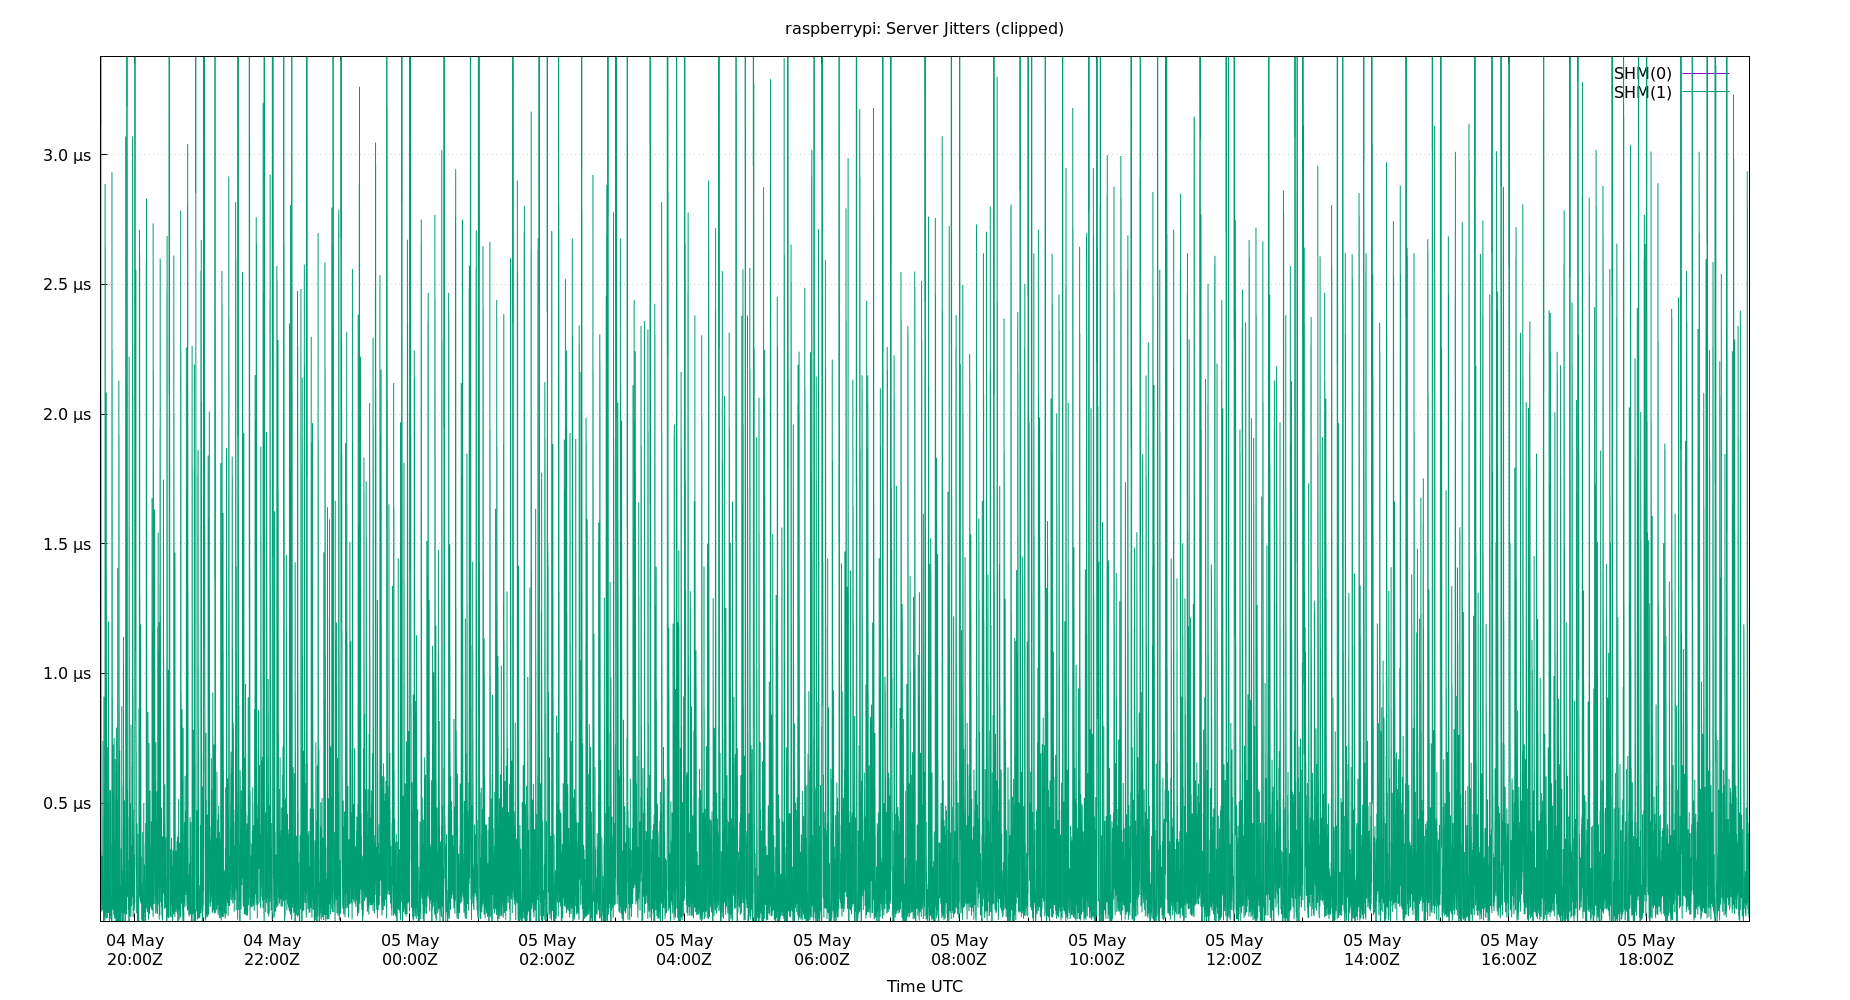 raspberrypi: Server Jitters (clipped)
SHM(0)
SHM(1)
3.0 µs
2.5 µs
2.0 µs
1.5 µs
1.0 µs
0.5 µs
04 May 04 May 05 May 05 May 05 May 05 May 05 May 05 May 05 May 05 May 05 May 05 May
20:00Z 22:00Z 00:00Z 02:00Z 04:00Z 06:00Z 08:00Z 10:00Z 12:00Z 14:00Z 16:00Z 18:00Z
Time UTC